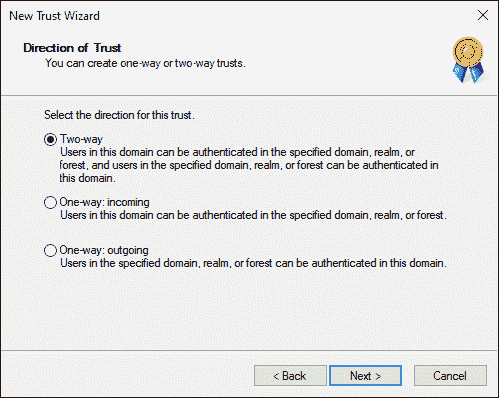 New Trust Wizard
Direction of Trust
You can create one-way or two-way trusts.
Select the direction for this trust.
Two-way
Users in this domain can be authenticated in the specified domain, realm, or
forest, and users in the specified domain, realm, or forest can be authenticated in
this domain.
One-way: incoming
Users in this domain can be authenticated in the specified domain, realm, or forest.
One-way: outgoing
Users in the specified domain, realm, or forest can be authenticated in this domain.
< Back
Next >
Cancel